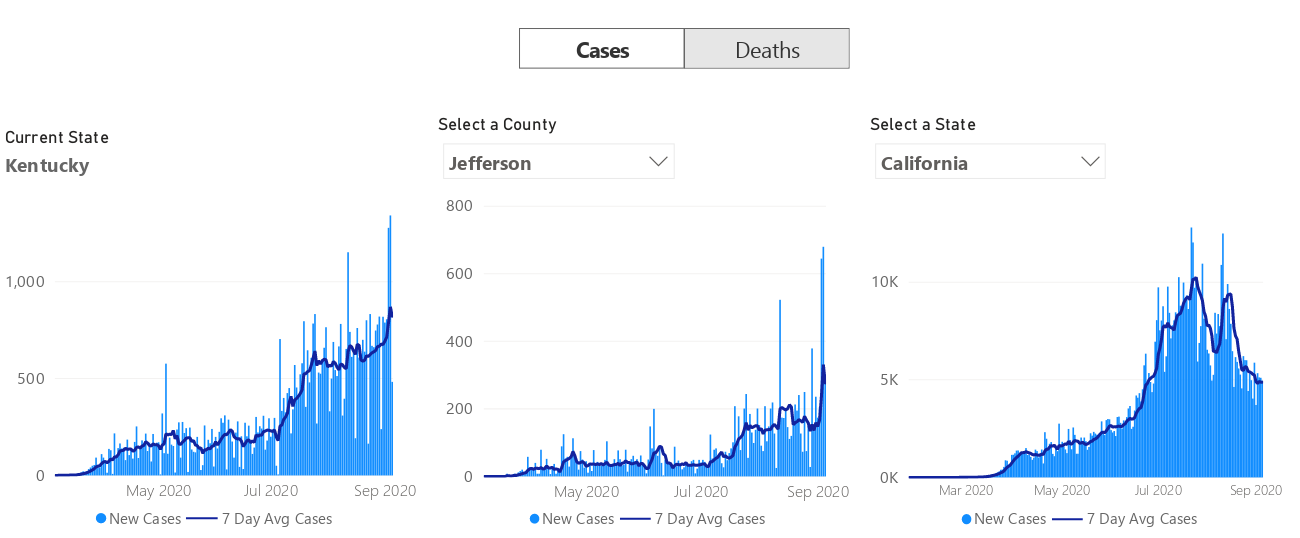 Cases Deaths
Current State
Kentucky
1,000
500
0
May 2020 Jul 2020 Sep 2020
New Cases 7 Day Avg Cases
Select a County
Jefferson
800
600
400
200
0
May 2020 Jul 2020 Sep 2020
New Cases 7 Day Avg Cases
Select a State
California
10K
5K
0K
Mar 2020 May 2020 Jul 2020 Sep 2020
New Cases 7 Day Avg Cases